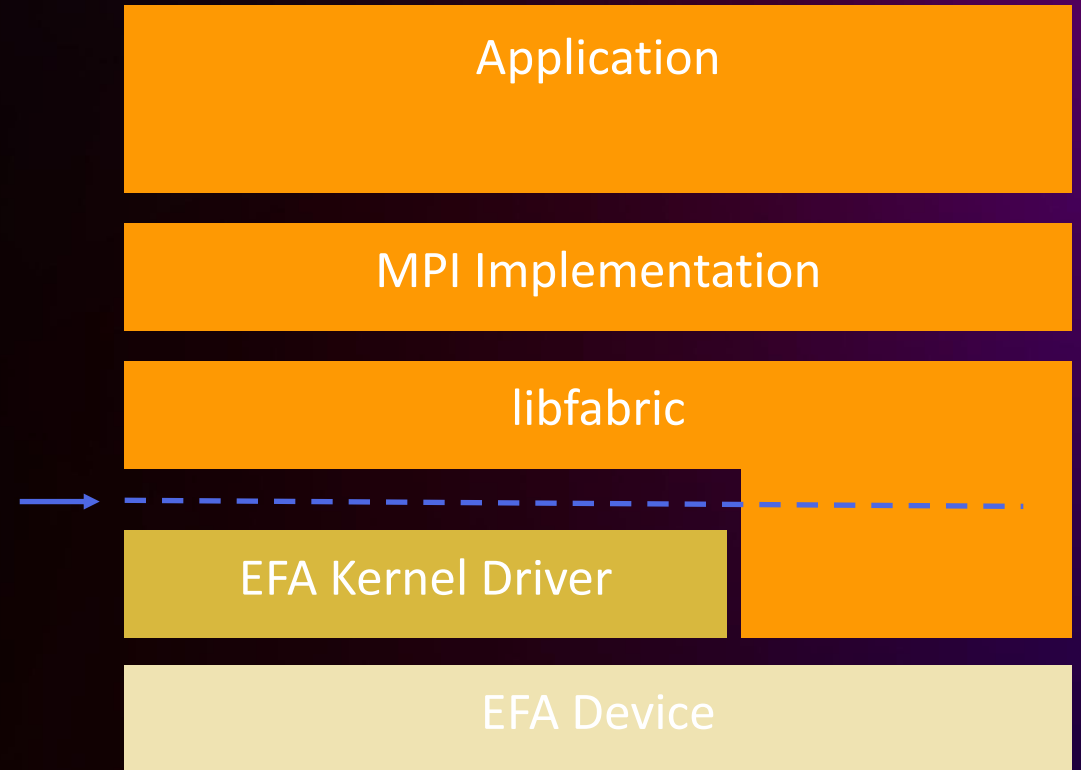 Application
MPI Implementation
libfabric
EFA Kernel Driver
EFA Device